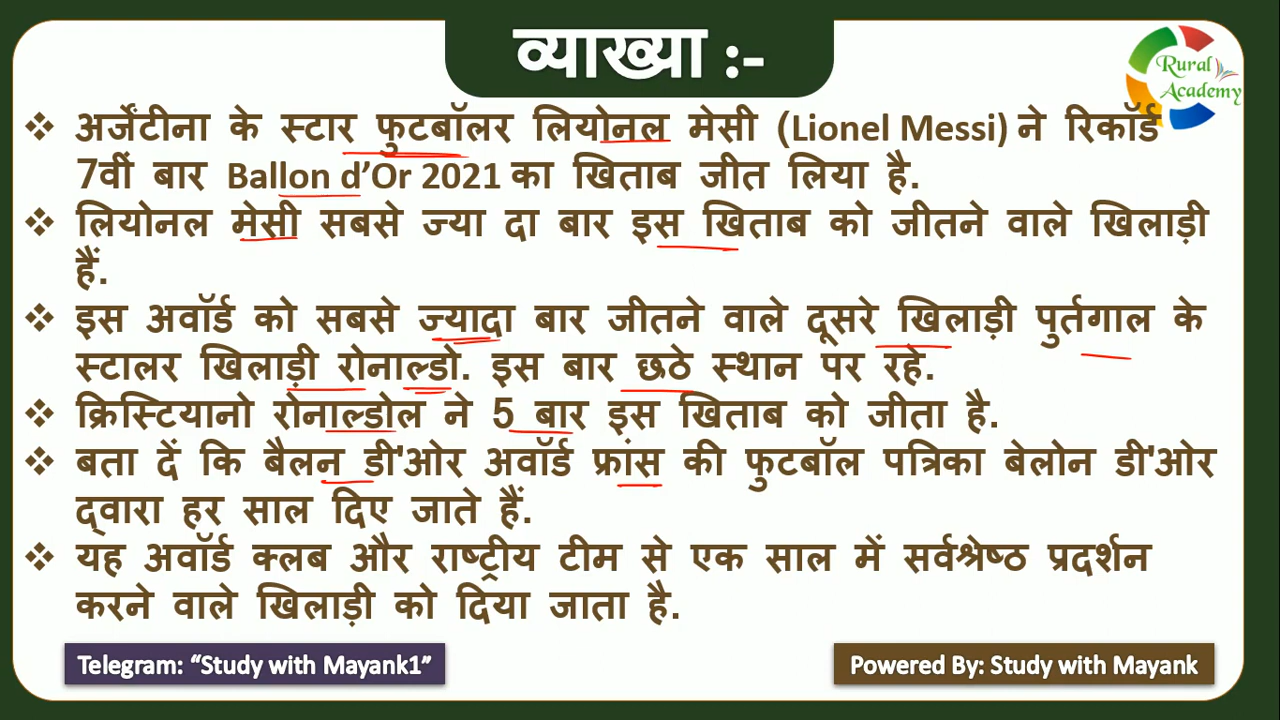 व्याख्या :-
Rural
Academy
❖ अर्जेंटीना के स्टार फुटबॉलर लियोनल मेसी (Lionel Messi) ने रिकॉर्ड
7वीं बार Ballon d’Or 2021 का खिताब जीत लिया है.
❖ लियोनल मेसी सबसे ज्या दा बार इस खिताब को जीतने वाले खिलाड़ी
हैं.
❖ इस अवॉर्ड को सबसे ज्यादा बार जीतने वाले दूसरे खिलाड़ी पुर्तगाल के
स्टालर खिलाड़ी रोनाल्डो. इस बार छठे स्थान पर रहे.
❖ क्रिस्टियानो रोनाल्डोल ने 5 बार इस खिताब को जीता है.
❖ बता दें कि बैलन डी'ओर अवॉर्ड फ्रांस की फुटबॉल पत्रिका बेलोन डी'ओर
द्वारा हर साल दिए जाते हैं.
❖ यह अवॉर्ड क्लब और राष्ट्रीय टीम से एक साल में सर्वश्रेष्ठ प्रदर्शन
करने वाले खिलाड़ी को दिया जाता है.
Telegram: “Study with Mayank1”
Powered By: Study with Mayank